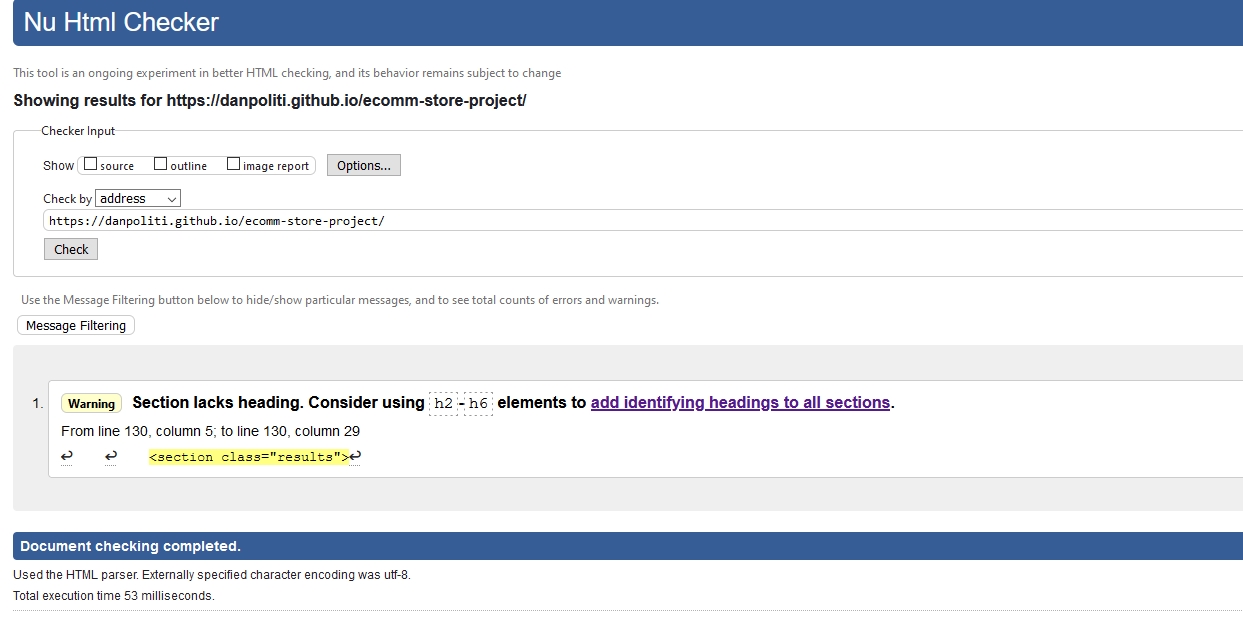 Nu Html Checker
This tool is an ongoing experiment in better HTML checking, and its behavior remains subject to change
Showing results for https://danpoliti.github.io/ecomm-store-project/
Checker Input
Show source outline image report Options...
Check by address
https://danpoliti.github.io/ecomm-store-project/
Check
Use the Message Filtering button below to hide/show particular messages, and to see total counts of errors and warnings.
Message Filtering
1. Warning Section lacks heading. Consider using h2-h6 elements to add identifying headings to all sections.
From line 130, column 5; to line 130, column 29
↩ ↩ <section class="results">↩
Document checking completed.
Used the HTML parser. Externally specified character encoding was utf-8.
Total execution time 53 milliseconds.